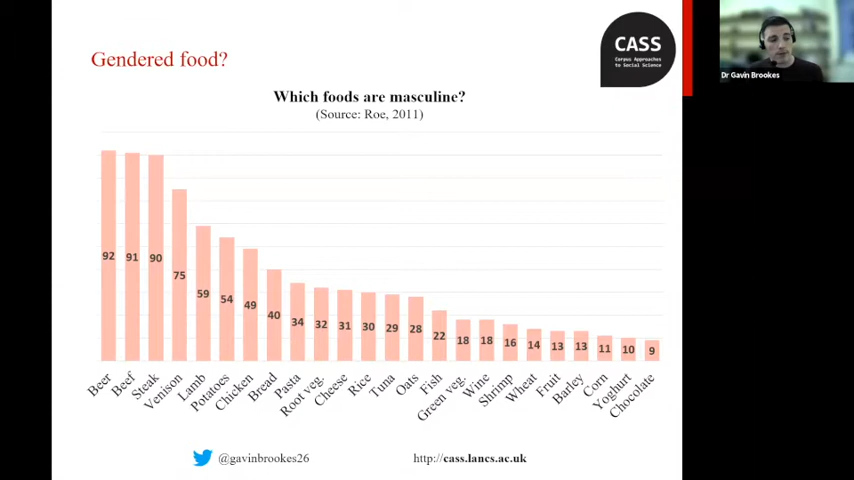 Gendered food?
CASS
Corpus Approaches
to Social Science
Dr Gavin Brookes
Which foods are masculine?
(Source: Roe, 2011)
92
91
90
75
59
54
49
40
34
32
31
30
29
28
22
18
18
16
14
13
13
11
10
9
Beer
Beef
Steak
Venison
Lamb
Potatoes
Chicken
Bread
Pasta
Root veg.
Cheese
Rice
Tuna
Oats
Fish
Green veg.
Wine
Shrimp
Wheat
Fruit
Barley
Corn
Yoghurt
Chocolate
@gavinbrookes26
http://cass.lancs.ac.uk